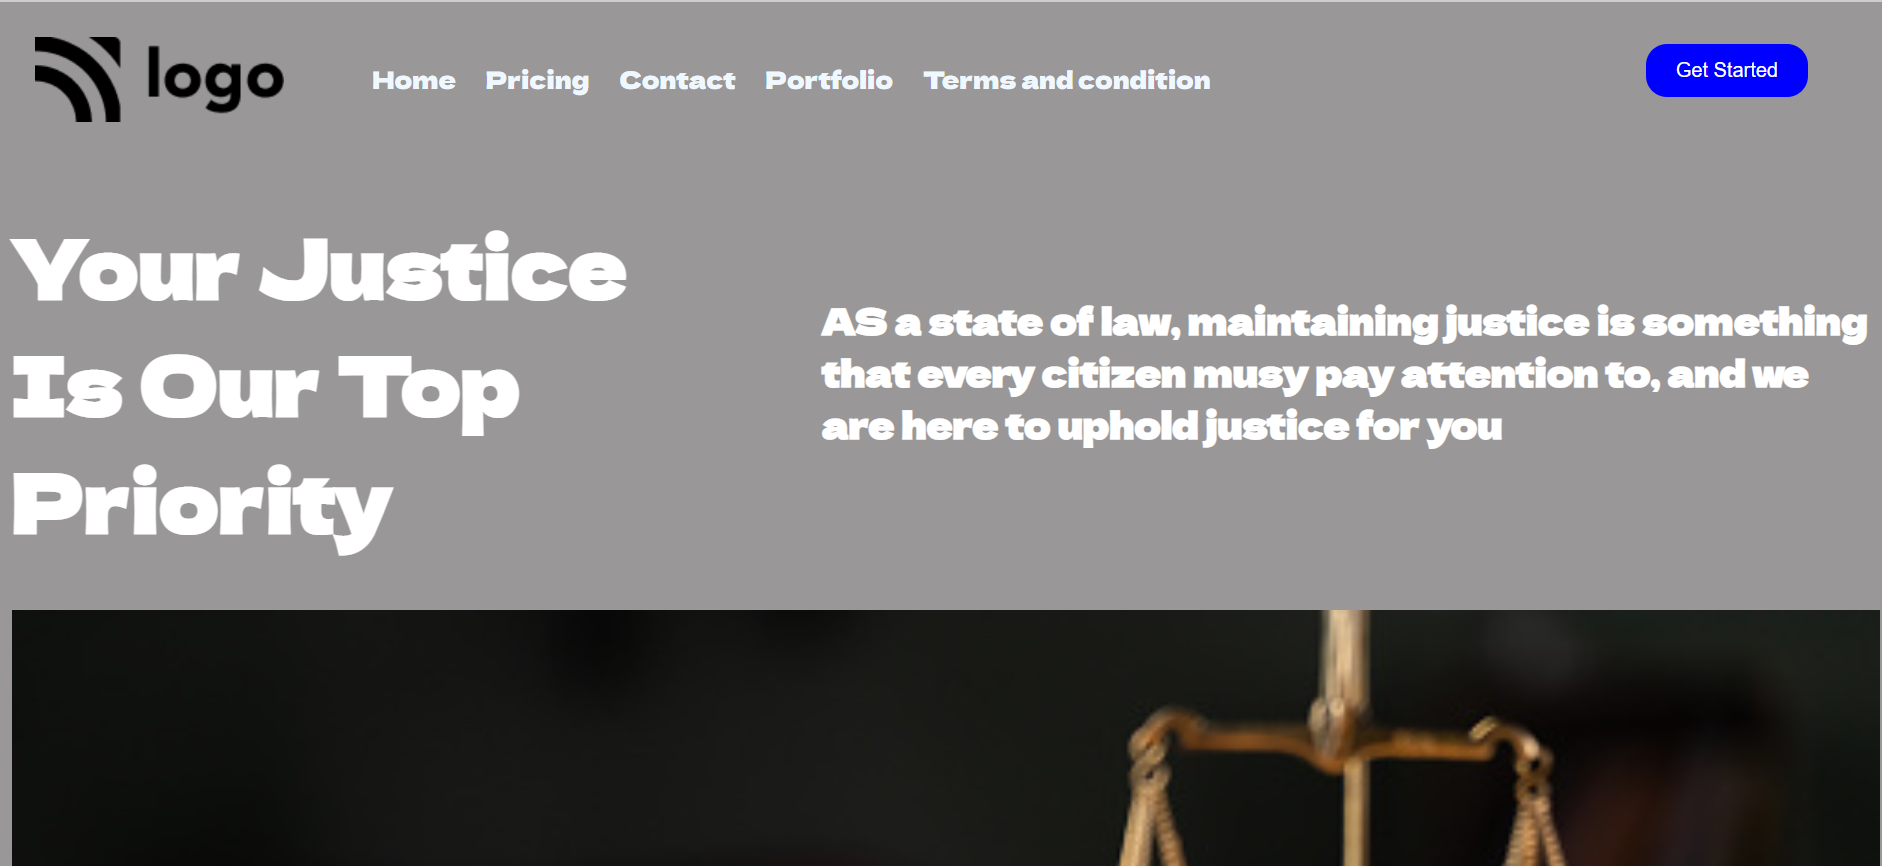 logo
Home Pricing Contact Portfolio Terms and condition
Get Started
Your Justice
Is Our Top
Priority
AS a state of law, maintaining justice is something
that every citizen musy pay attention to, and we
are here to uphold justice for you